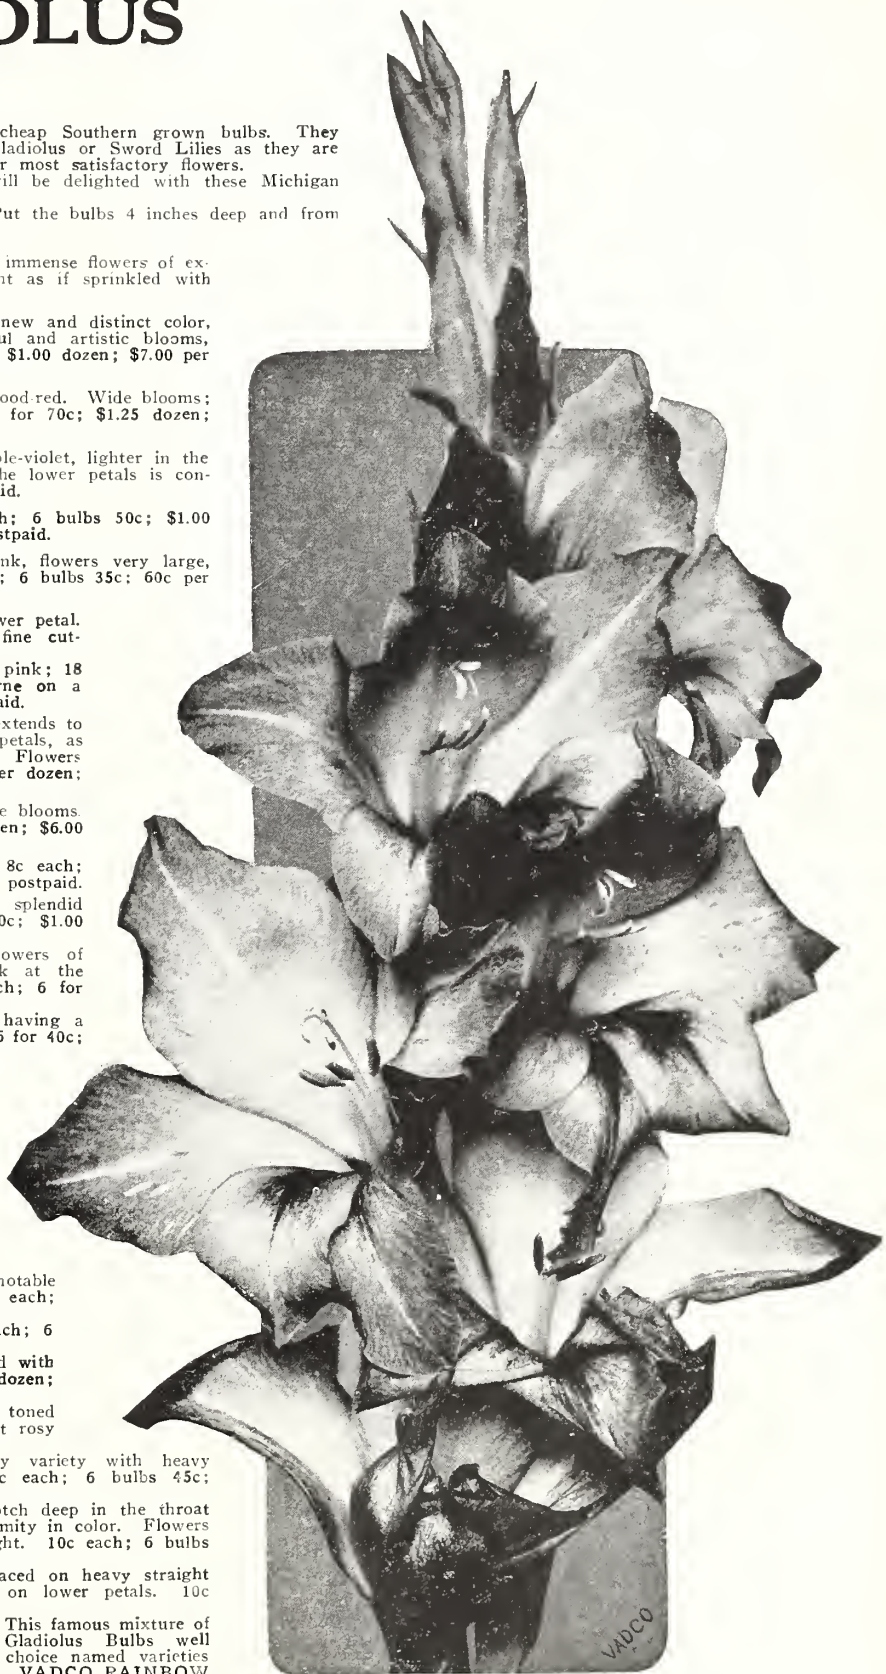 OLUS
cheap Southern grown bulbs. They
ladiolus or Sword Lilies as they are
r most satisfactory flowers.
ill be delighted with these Michigan
ut the bulbs 4 inches deep and from
immense flowers of ex-
nt as if sprinkled with
new and distinct color,
ul and artistic blooms,
$1.00 dozen; $7.00 per
ood-red. Wide blooms;
for 70c; $1.25 dozen;
le-violet, lighter in the
he lower petals is con-
id.
h; 6 bulbs 50c; $1.00
stpaid.
nk, flowers very large,
; 6 bulbs 35c; 60c per
wer petal.
fine cut-
pink; 18
rne on a
aid.
xtends to
petals, as
Flowers
er dozen;
e blooms.
en; $6.00
8c each;
postpaid.
splendid
0c; $1.00
owers of
k at the
ch; 6 for
having a
6 for 40c;
notable
each;
ch; 6
d with
dozen;
toned
t rosy
y variety with heavy
c each; 6 bulbs 45c;
tch deep in the throat
mity in color. Flowers
ght. 10c each; 6 bulbs
aced on heavy straight
on lower petals. 10c
This famous mixture of
Gladiolus Bulbs well
choice named varieties
VADCO RAINBOW
VADCO